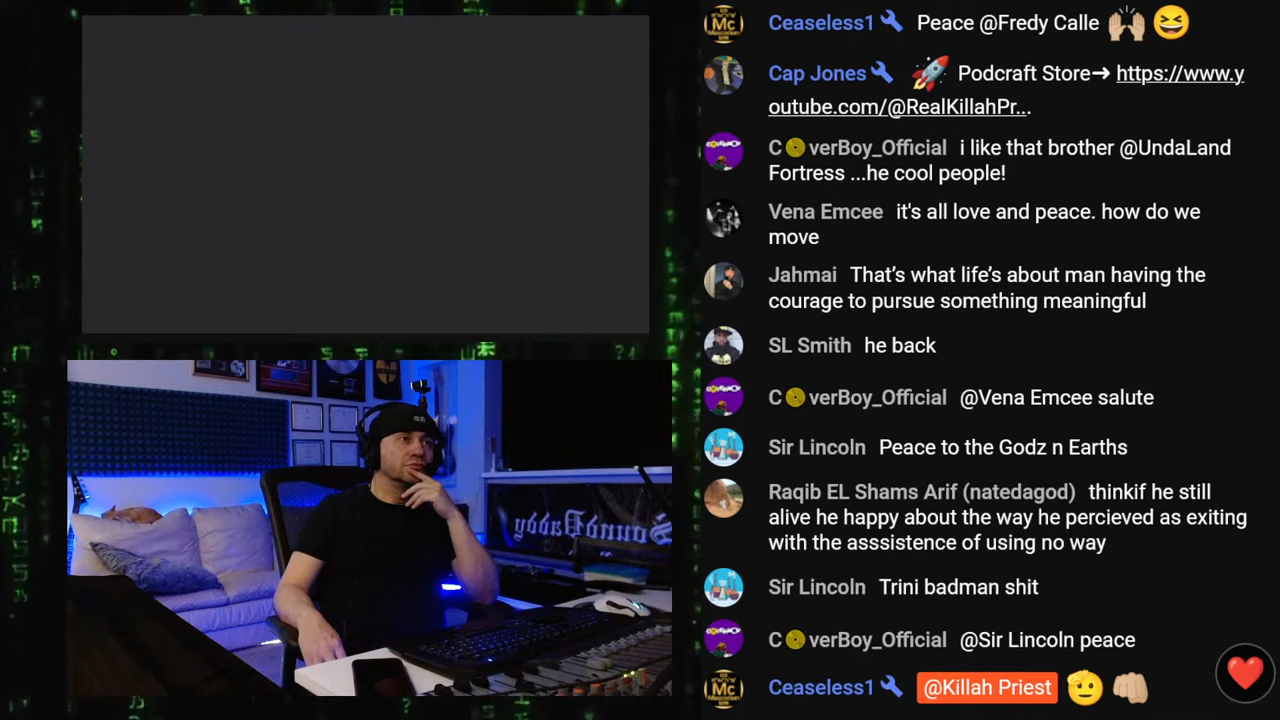 Ceaseless1 Peace @Fredy Calle 🙌🏼 😆
Cap Jones 🚀 Podcraft Store➜ https://www.y
outube.com/@RealKillahPr...
C verBoy_Official i like that brother @UndaLand
Fortress ...he cool people!
Vena Emcee it's all love and peace. how do we
move
Jahmai That’s what life’s about man having the
courage to pursue something meaningful
SL Smith he back
C verBoy_Official @Vena Emcee salute
Sir Lincoln Peace to the Godz n Earths
Raqib EL Shams Arif (natedagod) thinkif he still
alive he happy about the way he percieved as exiting
with the asssistence of using no way
Sir Lincoln Trini badman shit
C verBoy_Official @Sir Lincoln peace
Ceaseless1 @Killah Priest 🫡 👊🏼
SoundDaddy